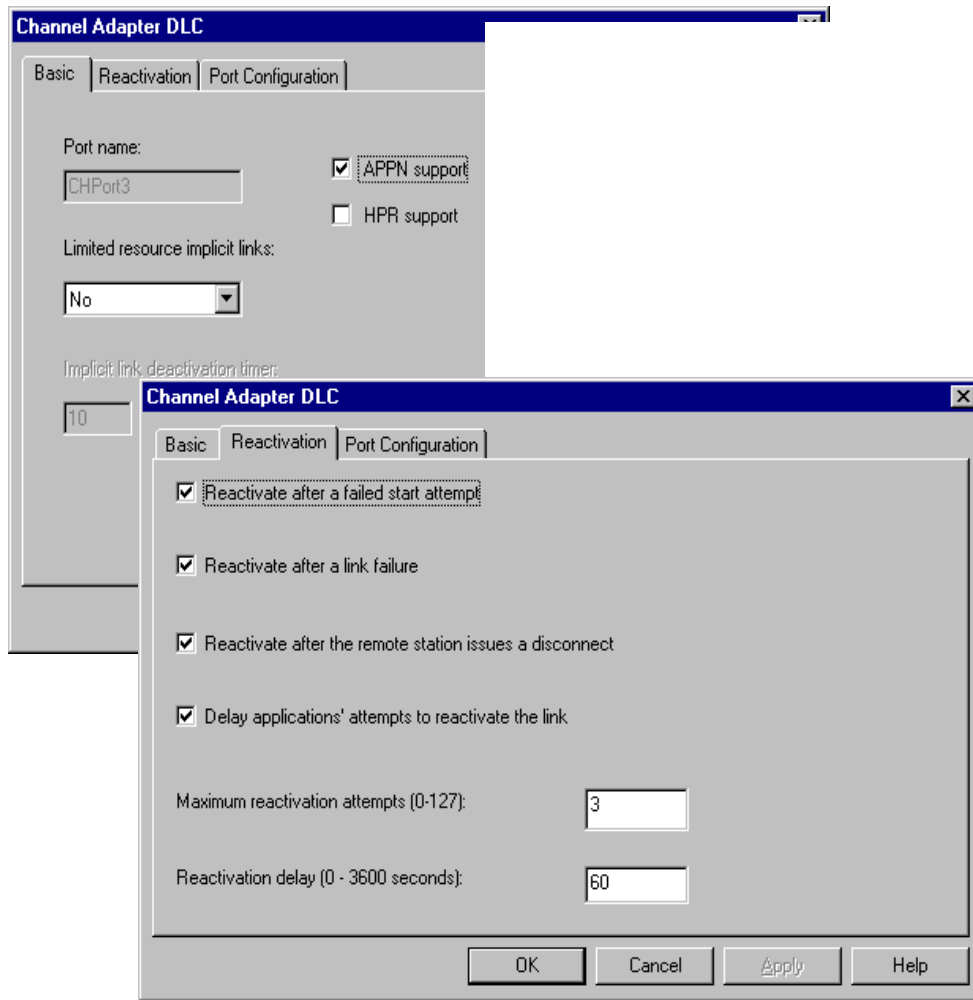 Channel Adapter DLC
Basic Reactivation Port Configuration
Port name:
CHPort3
APPN support
HPR support
Limited resource implicit links:
No
Implicit link deactivation timer:
10
Channel Adapter DLC
Basic Reactivation Port Configuration
Reactivate after a failed start attempt
Reactivate after a link failure
Reactivate after the remote station issues a disconnect
Delay applications' attempts to reactivate the link
Maximum reactivation attempts (0-127):
3
Reactivation delay (0 - 3600 seconds):
60
OK Cancel Apply Help